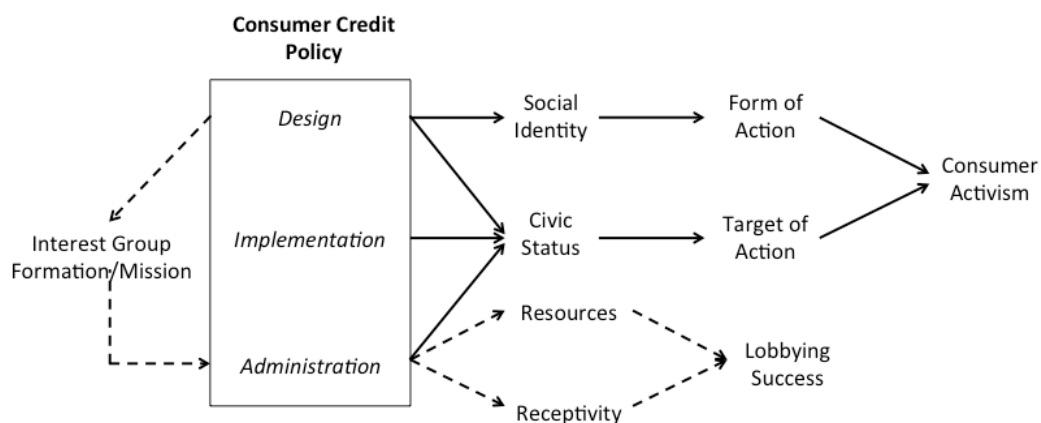 Consumer Credit
Policy
Design
Social
Identity
Form of
Action
Consumer
Activism
Interest Group
Formation/Mission
Implementation
Civic
Status
Target of
Action
Resources
Administration
Lobbying
Success
Receptivity